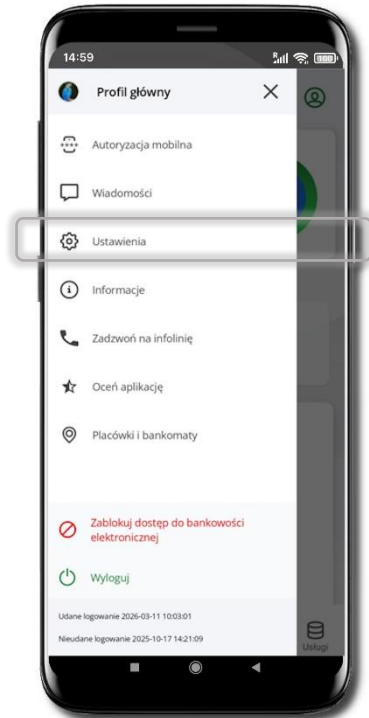 14:59
R
100
Profil główny
Autoryzacja mobilna
Wiadomości
Ustawienia
Informacje
Zadzwoń na infolinię
Oceń aplikację
Placówki i bankomaty
Zablokuj dostęp do bankowości
elektronicznej
Wyloguj
Udane logowanie 2026-03-11 10:03:01
Nieudane logowanie 2025-10-17 14:21:09
Usługi